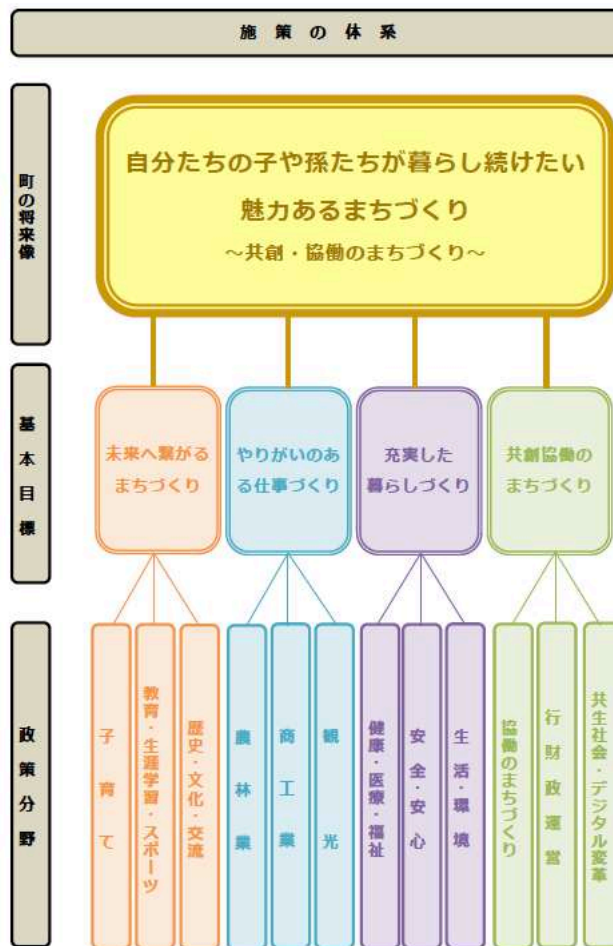 施策の体系
町の将来像
自分たちの子や孫たちが暮らし続けたい
魅力あるまちづくり
～共創・協働のまちづくり～
基本目標
未来へ繋がる
まちづくり
やりがいのあ
る仕事づくり
充実した
暮らしづくり
共創協働の
まちづくり
政策分野
子育て
教育・生涯学習・スポーツ
歴史・文化・交流
農林業
商工業
観光
健康・医療・福祉
安全・安心
生活・環境
協働のまちづくり
行財政運営
共生社会・デジタル変革